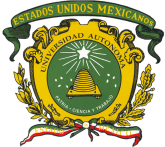 ESTADOS UNIDOS MEXICANOS
UNIVERSIDAD AUTÓNOMA
PATRIA • CIENCIA Y TRABAJO